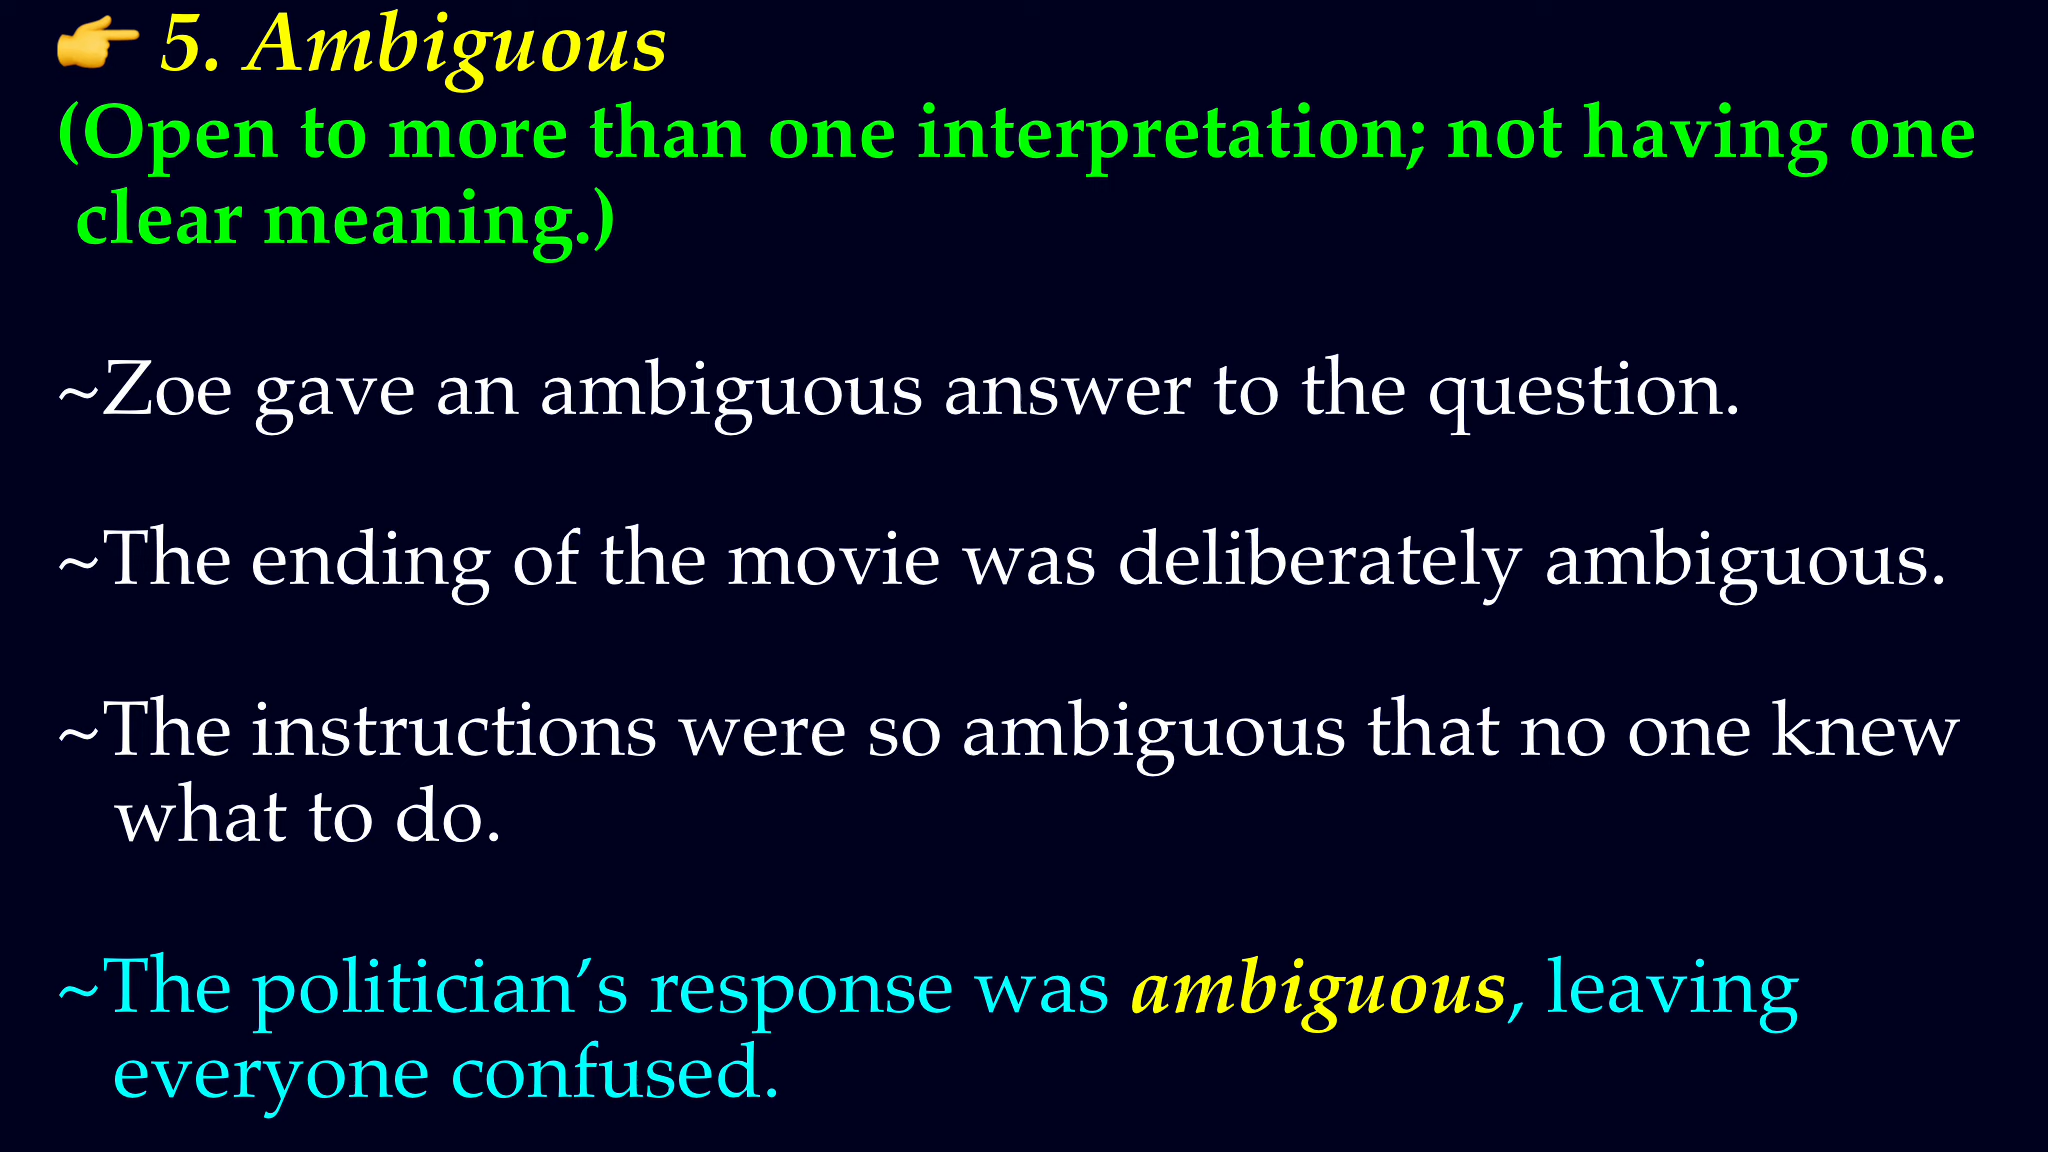 👉 5. Ambiguous
(Open to more than one interpretation; not having one
clear meaning.)
~Zoe gave an ambiguous answer to the question.
~The ending of the movie was deliberately ambiguous.
~The instructions were so ambiguous that no one knew
what to do.
~The politician’s response was ambiguous, leaving
everyone confused.